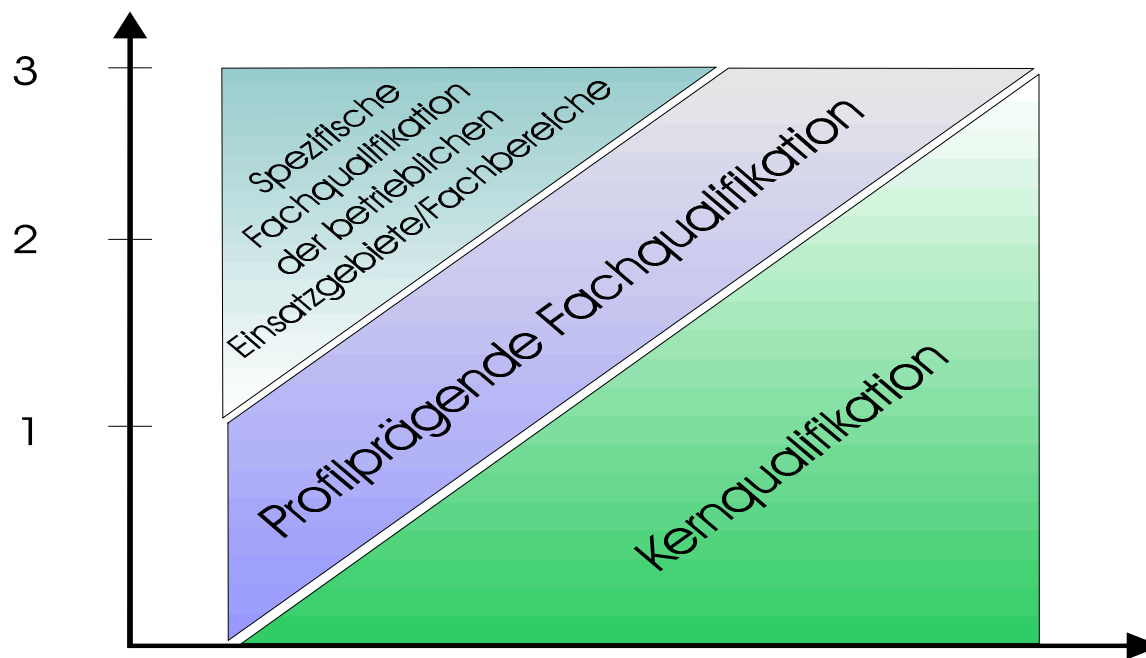 3
2
1
Spezifische
Fachqualifikation
der betrieblichen
Einsatzgebiete/Fachbereiche
Profilprägende Fachqualifikation
Kernqualifikation